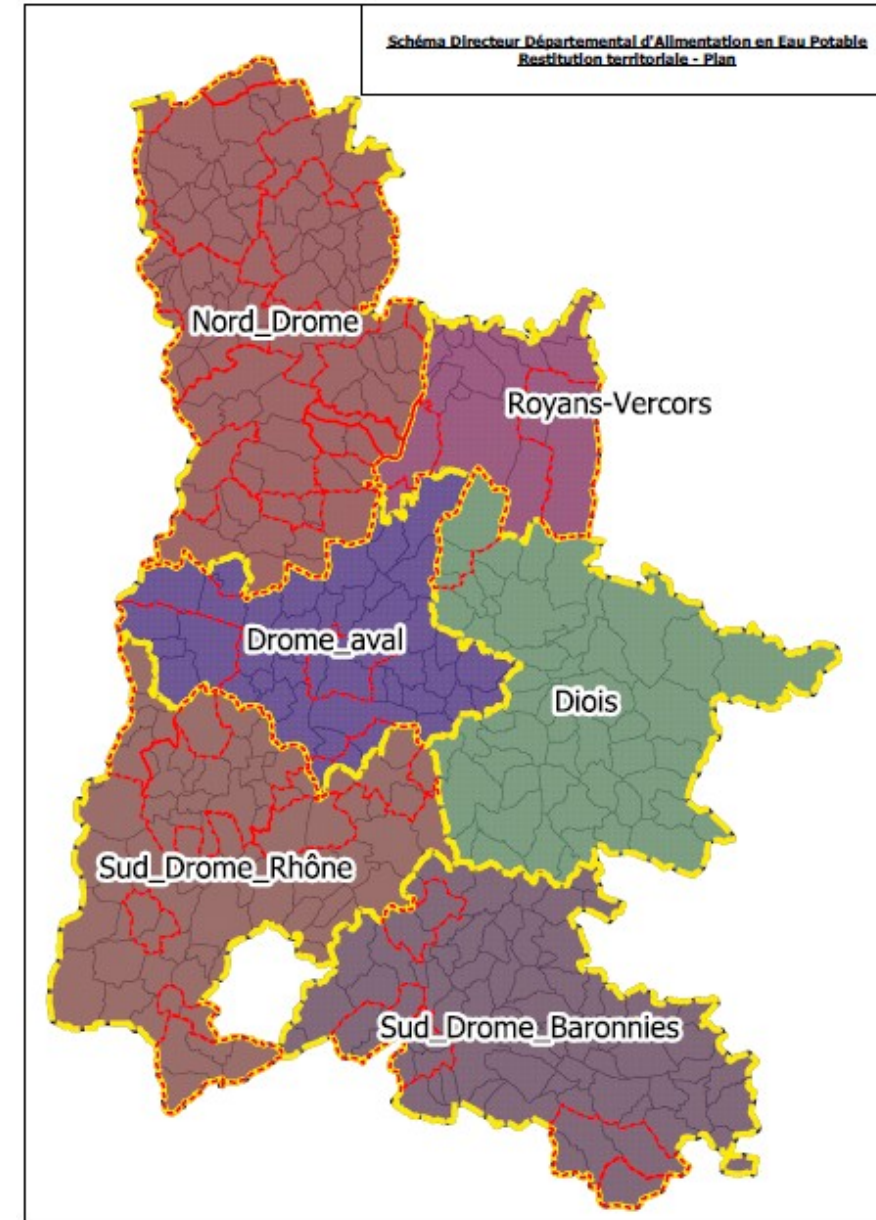 Schéma Directeur Départemental d'Alimentation en Eau Potable
Restitution territoriale - Plan
Nord_Drome
Royans-Vercors
Drome_aval
Diois
Sud_Drome_Rhône
Sud_Drome_Baronnies